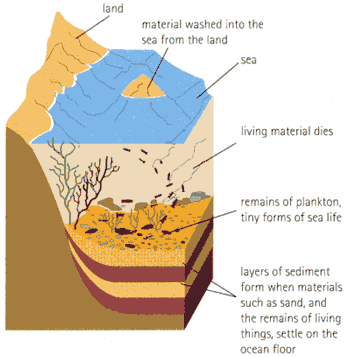 land
material washed into the
sea from the land
sea
living material dies
remains of plankton,
tiny forms of sea life
layers of sediment
form when materials
such as sand, and
the remains of living
things, settle on the
ocean floor